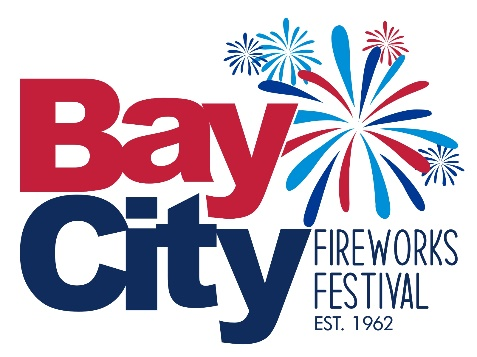 Bay
City
FIREWORKS
FESTIVAL
EST. 1962